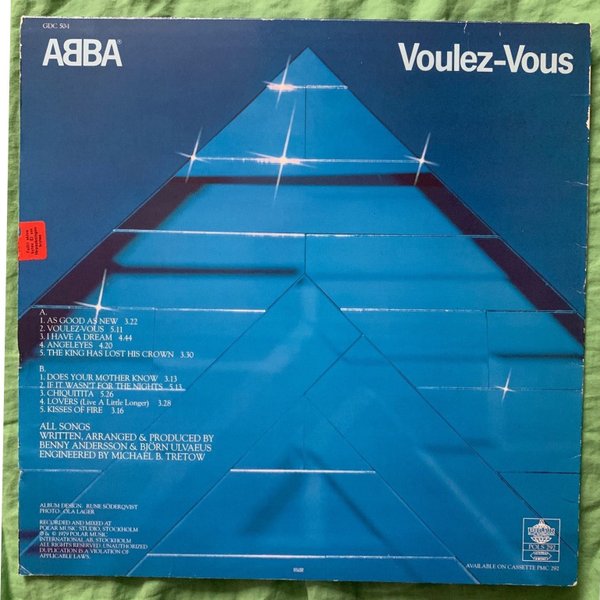 GDC 504
ABBA®
Voulez-Vous
A.
1. AS GOOD AS NEW 3.22
2. VOULEZ-VOUS 5.11
3. I HAVE A DREAM 4.44
4. ANGELEYES 4.20
5. THE KING HAS LOST HIS CROWN 3.30
B.
1. DOES YOUR MOTHER KNOW 3.13
2. IF IT WASN'T FOR THE NIGHTS 5.13
3. CHIQUITITA 5.26
4. LOVERS (Live A Little Longer) 3.28
5. KISSES OF FIRE 3.16
ALL SONGS
WRITTEN, ARRANGED & PRODUCED BY
BENNY ANDERSSON & BJÖRN ULVAEUS
ENGINEERED BY MICHAEL B. TRETOW
ALBUM DESIGN: RUNE SÖDERQVIST
PHOTO: OLA LAGER
RECORDED AND MIXED AT
POLAR MUSIC STUDIO, STOCKHOLM
℗ & © 1979 POLAR MUSIC
INTERNATIONAL AB, STOCKHOLM
ALL RIGHTS RESERVED. UNAUTHORIZED
DUPLICATION IS A VIOLATION OF
APPLICABLE LAWS.
POLS 292
AVAILABLE ON CASSETTE PMC 292